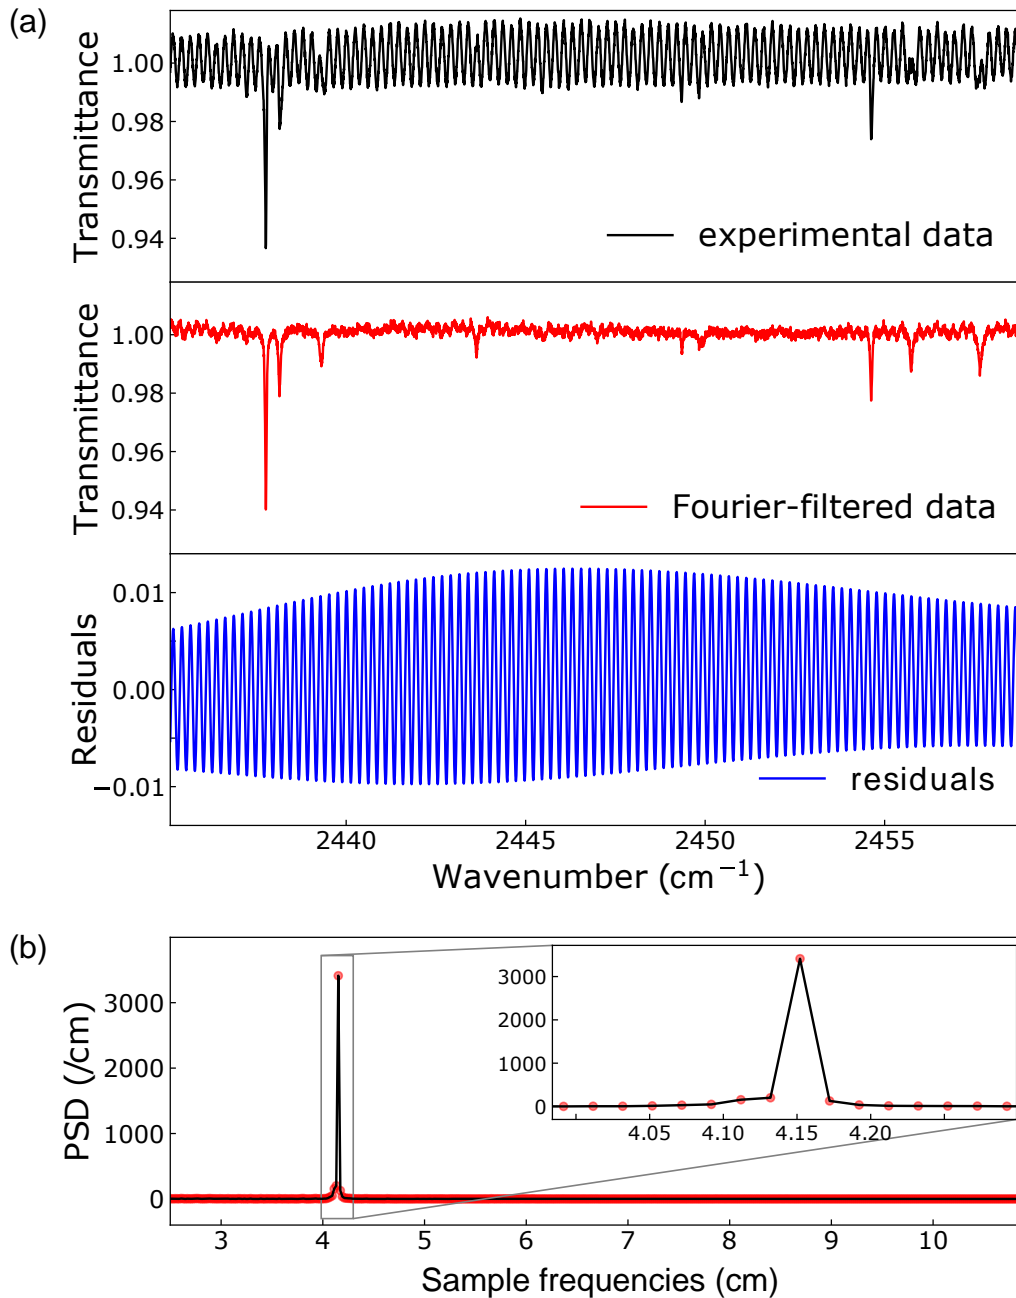 (a)
Transmittance
1.00
0.98
0.96
0.94
experimental data
Transmittance
1.00
0.98
0.96
0.94
Fourier-filtered data
Residuals
0.01
0.00
−0.01
residuals
2440 2445 2450 2455
Wavenumber (cm⁻¹)
(b)
PSD (/cm)
3000
2000
1000
0
3000
2000
1000
0
4.05 4.10 4.15 4.20
3 4 5 6 7 8 9 10
Sample frequencies (cm)